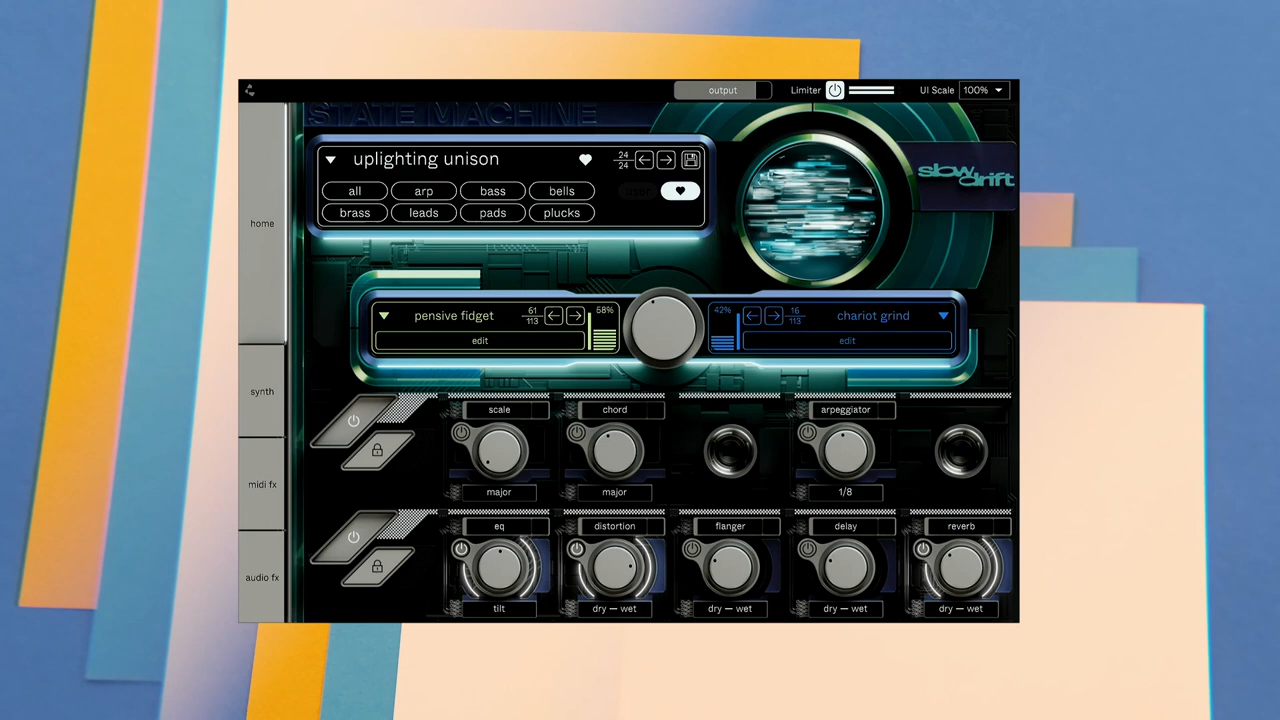 output
Limiter
UI Scale 100%
STATE MACHINE
uplighting unison
24
24
all arp bass bells
user
brass leads pads plucks
slow
drift
home
pensive fidget
61
113
58%
edit
42%
16
113
chariot grind
edit
synth
scale chord arpeggiator
major major 1/8
midi fx
eq distortion flanger delay reverb
audio fx
tilt dry — wet dry — wet dry — wet dry — wet